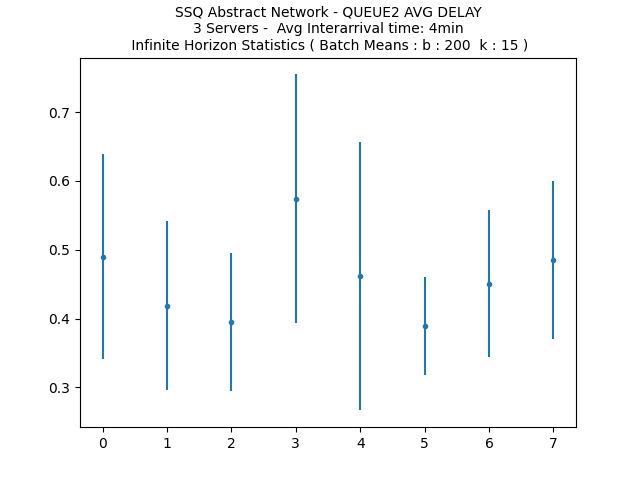 SSQ Abstract Network - QUEUE2 AVG DELAY
3 Servers -  Avg Interarrival time: 4min
Infinite Horizon Statistics ( Batch Means : b : 200  k : 15 )
0.7
0.6
0.5
0.4
0.3
0 1 2 3 4 5 6 7